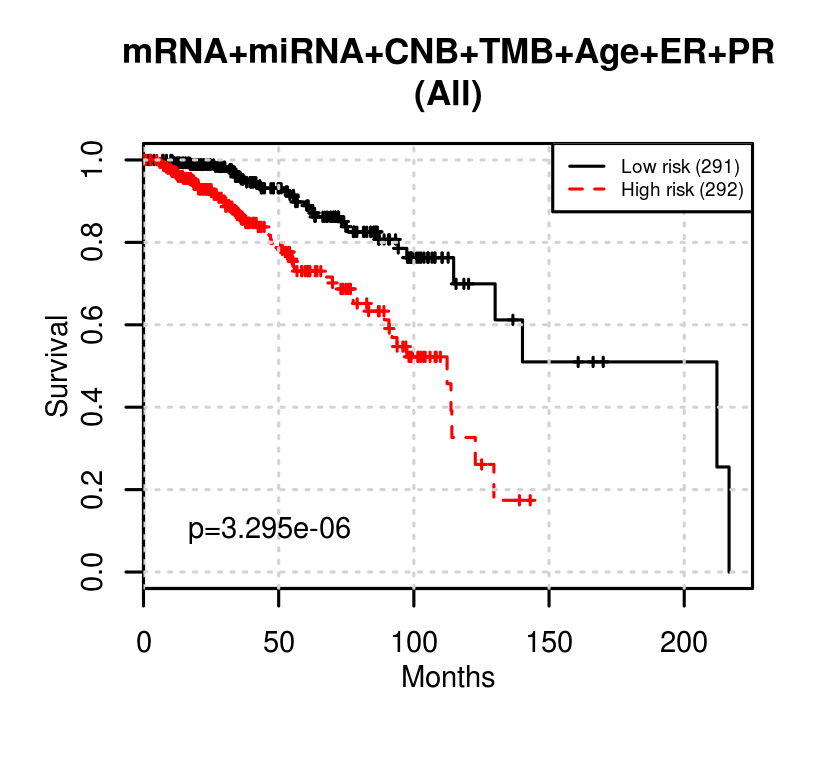 mRNA+miRNA+CNB+TMB+Age+ER+PR
(All)
Low risk (291)
High risk (292)
Survival
1.0
0.8
0.6
0.4
0.2
0.0
p=3.295e-06
0 50 100 150 200
Months